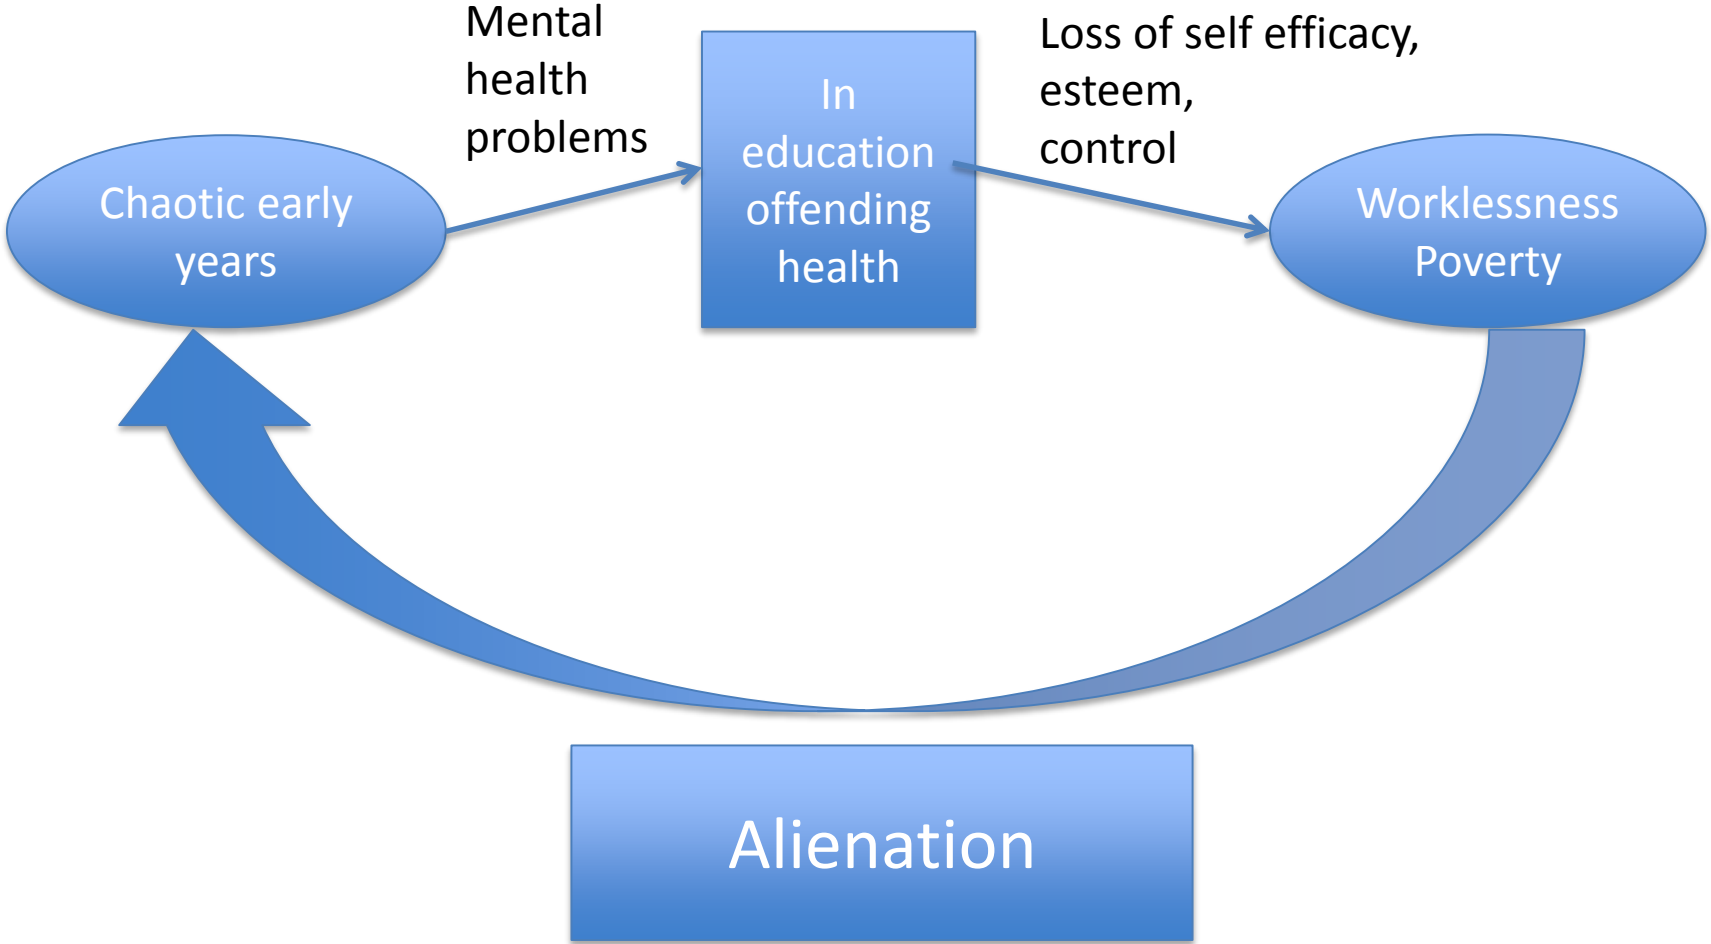 Mental
health
problems
Loss of self efficacy,
esteem,
control
Chaotic early
years
In
education
offending
health
Worklessness
Poverty
Alienation